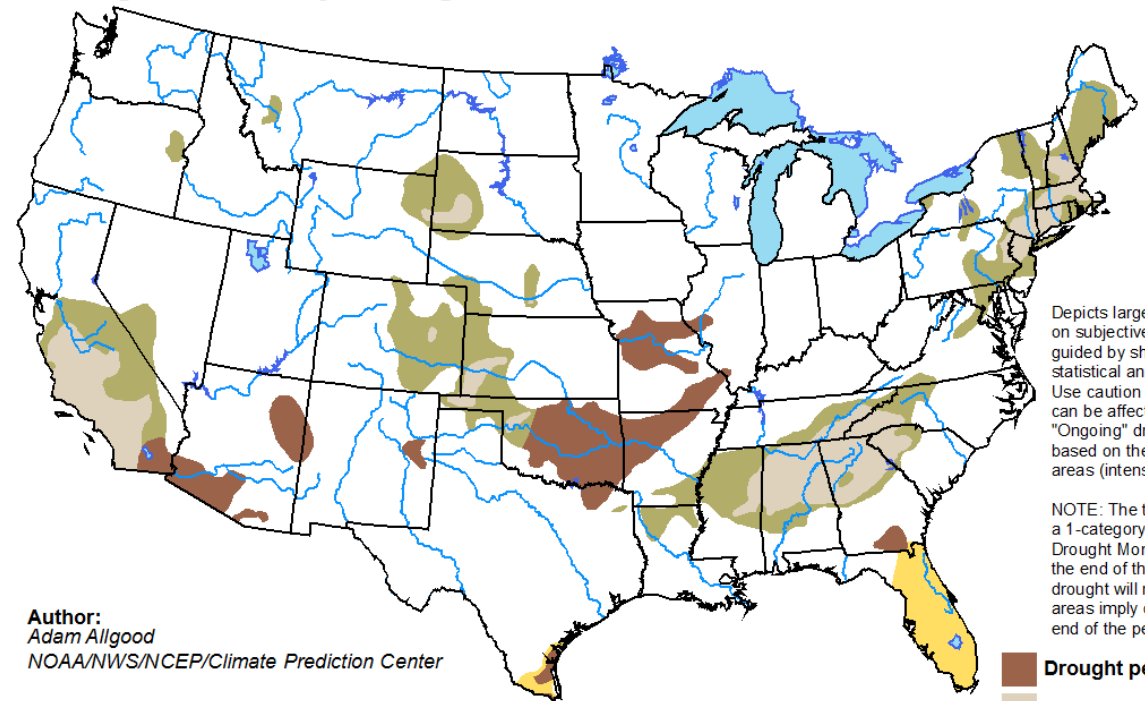 Depicts large
on subjective
guided by sh
statistical an
Use caution
can be affec
"Ongoing" dr
based on the
areas (intens
NOTE: The t
a 1-category
Drought Mon
the end of th
drought will r
areas imply
end of the pe
Author:
Adam Allgood
NOAA/NWS/NCEP/Climate Prediction Center
Drought pe